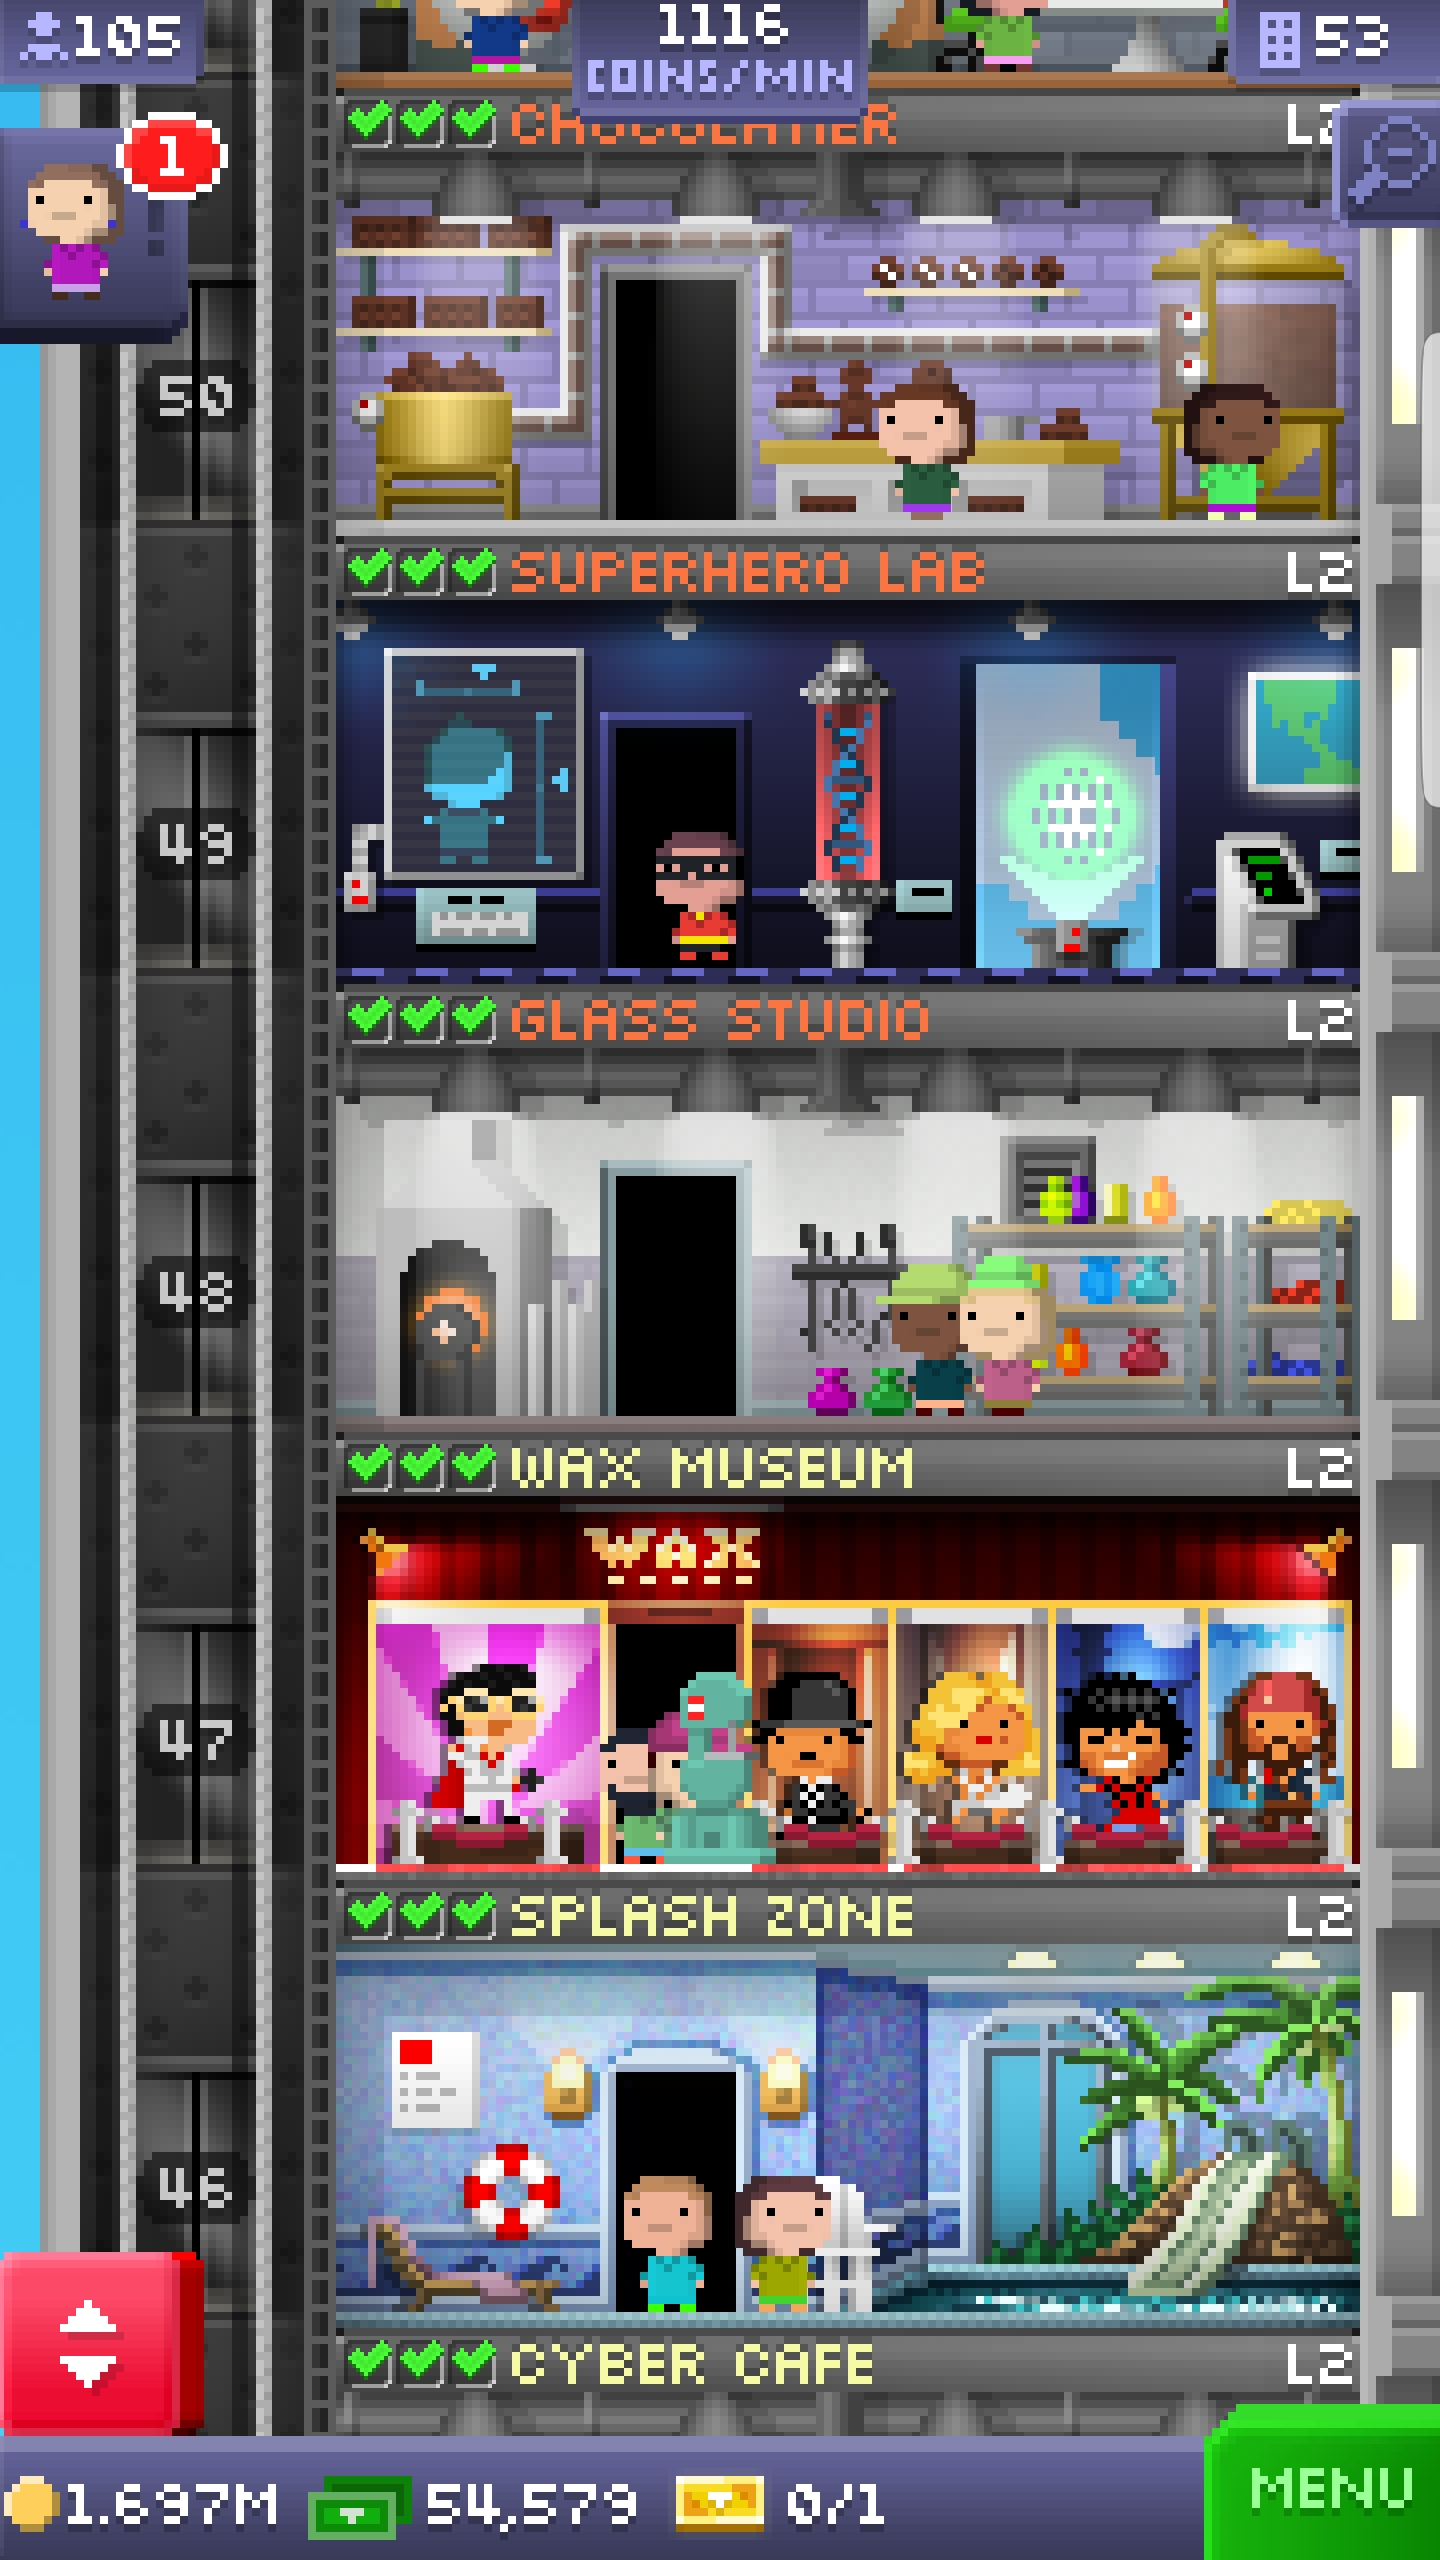 105
1116
COINS/MIN
53
1
CHOCOLATIER
L2
50
SUPERHERO LAB
L2
49
GLASS STUDIO
L2
48
WAX MUSEUM
L2
WAX
47
SPLASH ZONE
L2
46
CYBER CAFE
L2
1.697M
54,579
0/1
MENU